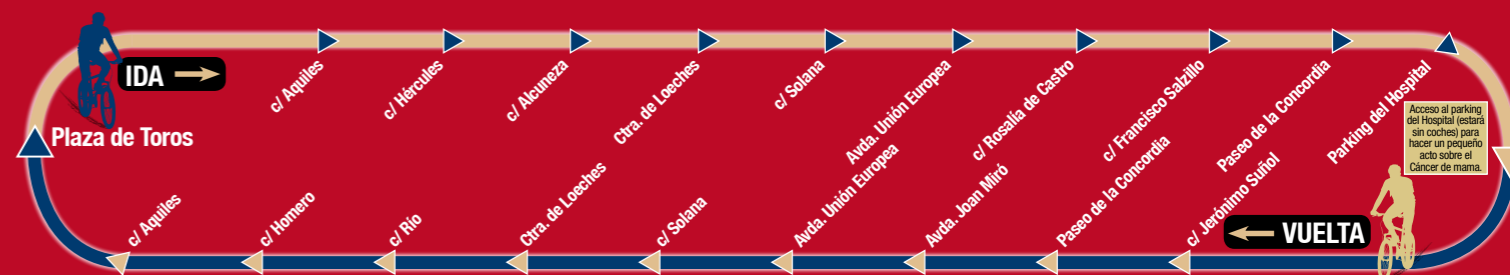 IDA
Plaza de Toros
c/ Aquiles
c/ Hércules
c/ Alcuneza
Ctra. de Loeches
c/ Solana
Avda. Unión Europea
c/ Rosalía de Castro
c/ Francisco Salzillo
Paseo de la Concordia
Parking del Hospital
Acceso al parking
del Hospital (estará
sin coches) para
hacer un pequeño
acto sobre el
Cáncer de mama.
VUELTA
c/ Jerónimo Suñol
Paseo de la Concordia
Avda. Joan Miró
Avda. Unión Europea
c/ Solana
Ctra. de Loeches
c/ Río
c/ Homero
c/ Aquiles